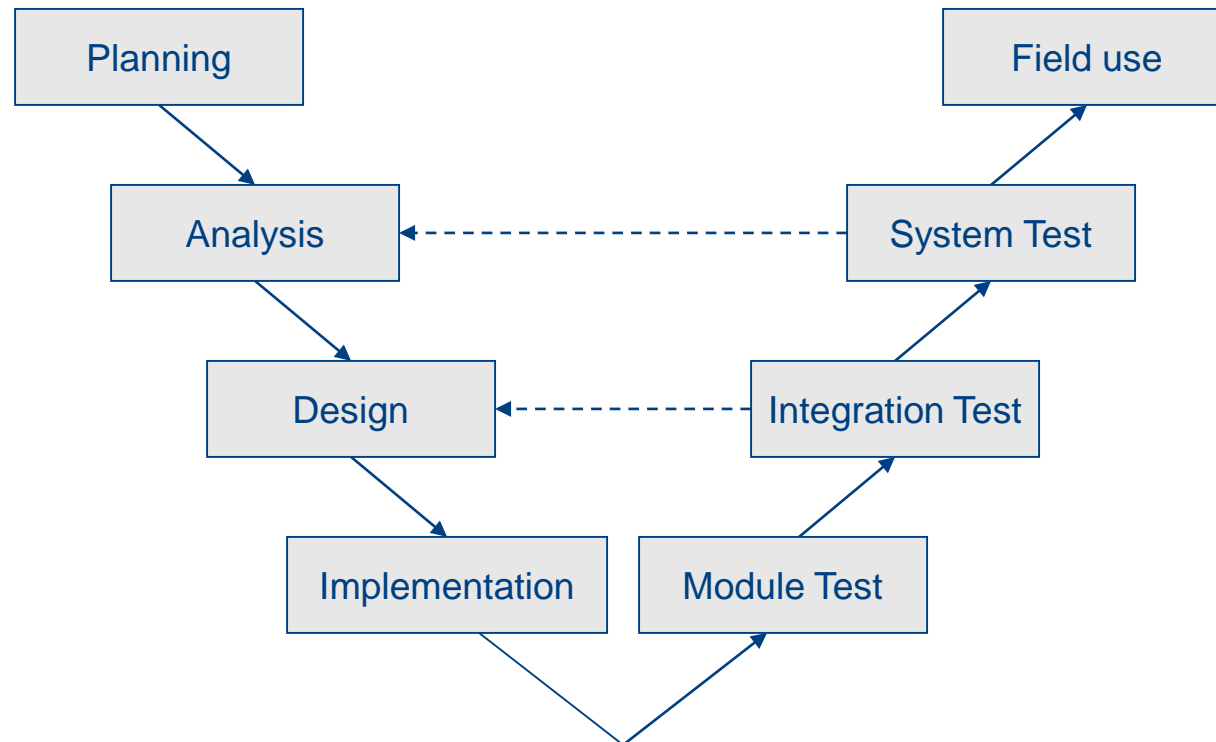 Planning
Field use
Analysis
System Test
Design
Integration Test
Implementation
Module Test